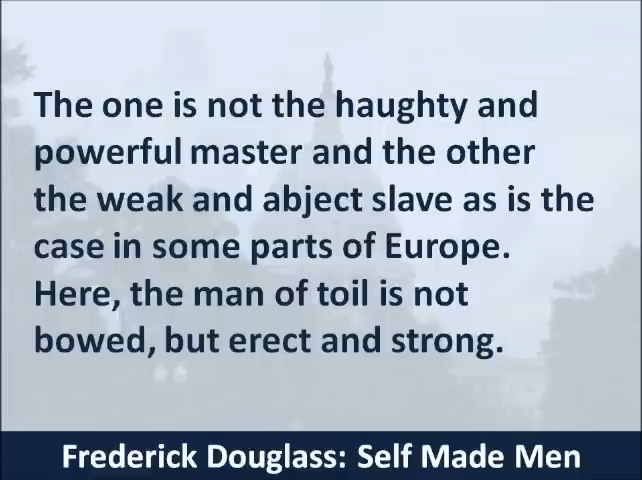 The one is not the haughty and
powerful master and the other
the weak and abject slave as is the
case in some parts of Europe.
Here, the man of toil is not
bowed, but erect and strong.
Frederick Douglass: Self Made Men